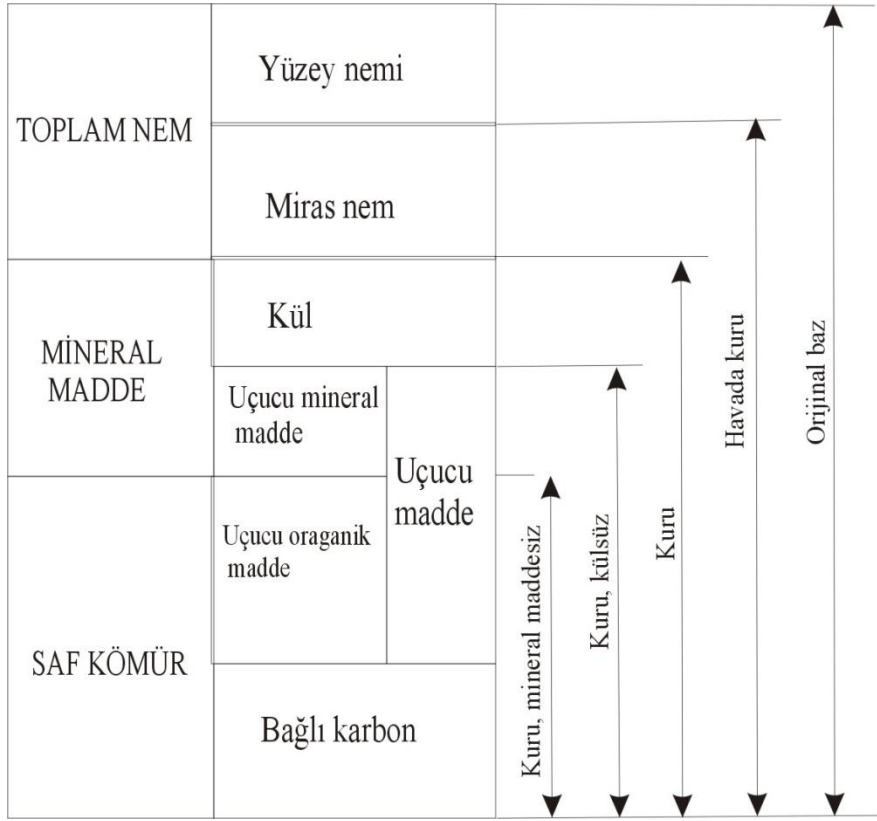 TOPLAM NEM
Yüzey nemi
Miras nem
MİNERAL
MADDE
Kül
Uçucu mineral
madde
Uçucu
madde
SAF KÖMÜR
Uçucu oraganik
madde
Bağlı karbon
Kuru, mineral maddesiz
Kuru, külsüz
Kuru
Havada kuru
Orijinal baz